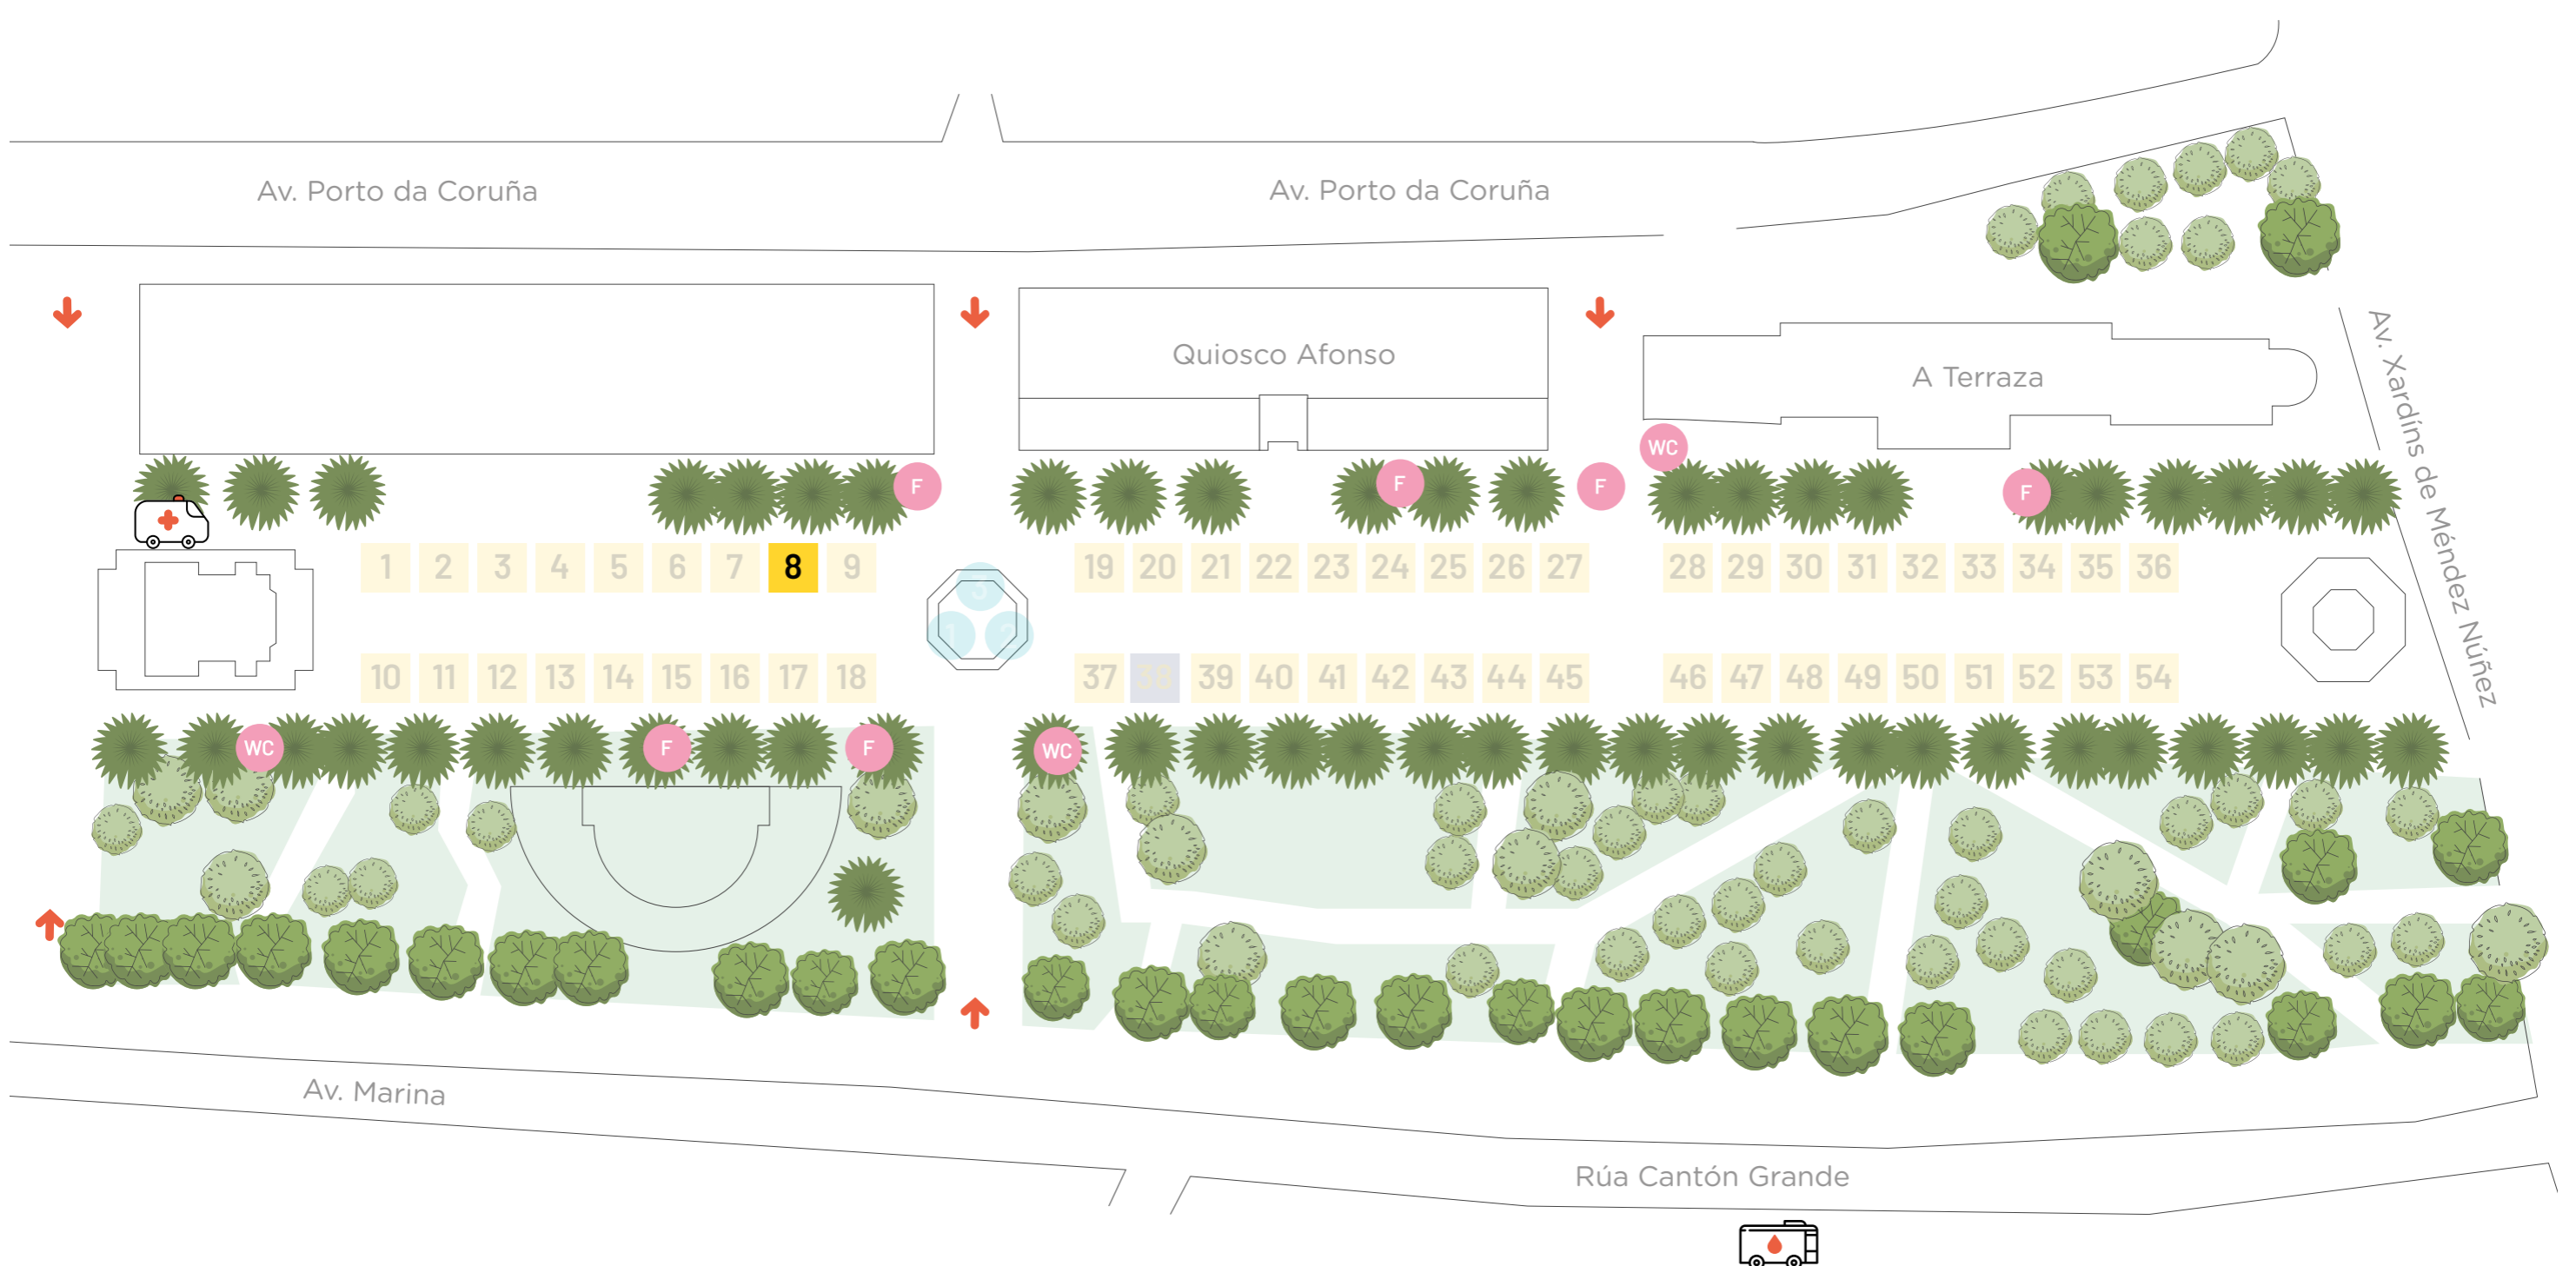 Av. Porto da Coruña
Av. Porto da Coruña
Quiosco Afonso
A Terraza
Av. Xardíns de Méndez Núñez
WC
F
F
F
F
1 2 3 4 5 6 7 8 9
19 20 21 22 23 24 25 26 27
28 29 30 31 32 33 34 35 36
3
1 2
10 11 12 13 14 15 16 17 18
37 38 39 40 41 42 43 44 45
46 47 48 49 50 51 52 53 54
WC
F
F
WC
Av. Marina
Rúa Cantón Grande